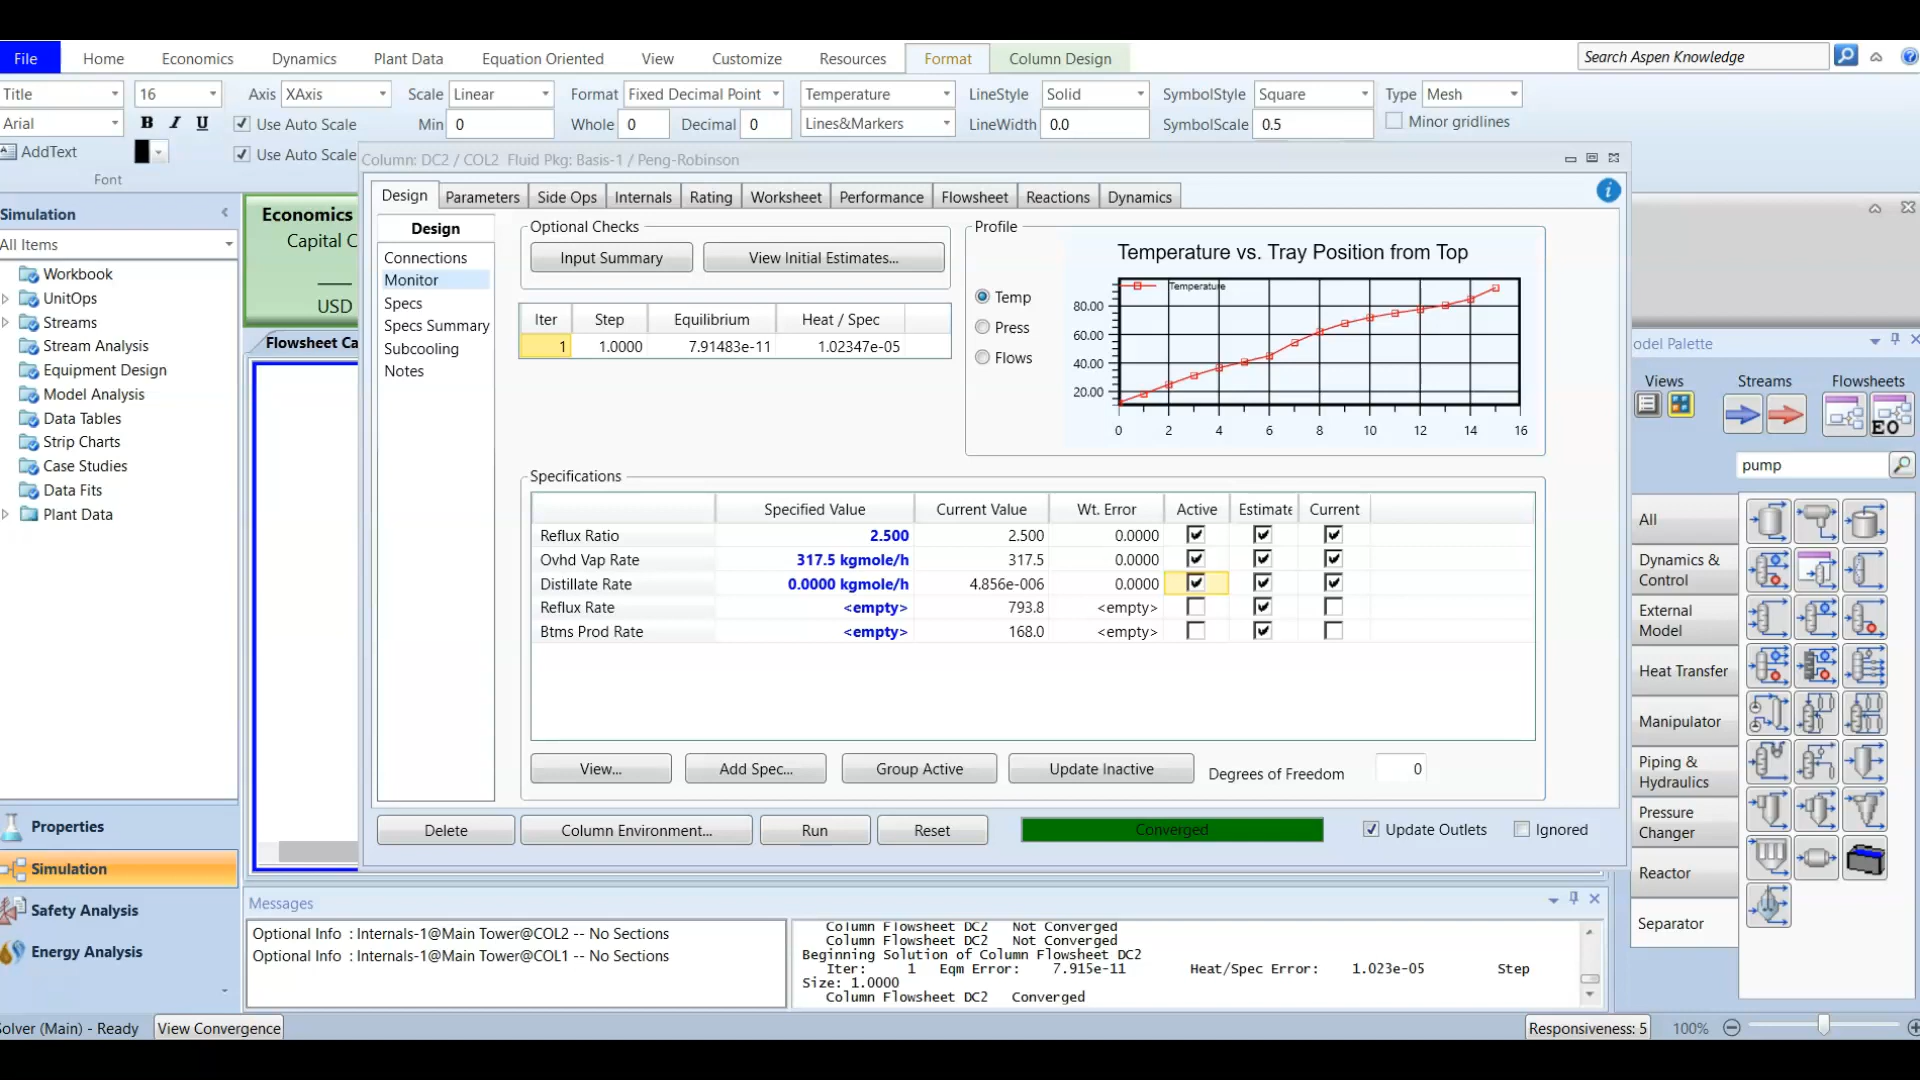 File Home Economics Dynamics Plant Data Equation Oriented View Customize Resources Format Column Design Search Aspen Knowledge
Title 16 Axis XAxis Scale Linear Format Fixed Decimal Point Temperature LineStyle Solid SymbolStyle Square Type Mesh
Arial B I U Use Auto Scale Min 0 Whole 0 Decimal 0 Lines&Markers LineWidth 0.0 SymbolScale 0.5 Minor gridlines
AddText Use Auto Scale
Font
Column: DC2 / COL2 Fluid Pkg: Basis-1 / Peng-Robinson
Design Parameters Side Ops Internals Rating Worksheet Performance Flowsheet Reactions Dynamics
Simulation
All Items
Workbook
UnitOps
Streams
Stream Analysis
Equipment Design
Model Analysis
Data Tables
Strip Charts
Case Studies
Data Fits
Plant Data
Properties
Simulation
Safety Analysis
Energy Analysis
Economics
Capital C
USD
Flowsheet Ca
Design
Connections
Monitor
Specs
Specs Summary
Subcooling
Notes
Optional Checks
Input Summary View Initial Estimates...
Iter Step Equilibrium Heat / Spec
1 1.0000 7.91483e-11 1.02347e-05
Profile
Temp
Press
Flows
Temperature vs. Tray Position from Top
Temperature
80.00
60.00
40.00
20.00
0 2 4 6 8 10 12 14 16
Specifications
Specified Value Current Value Wt. Error Active Estimate Current
Reflux Ratio 2.500 2.500 0.0000
Ovhd Vap Rate 317.5 kgmole/h 317.5 0.0000
Distillate Rate 0.0000 kgmole/h 4.856e-006 0.0000
Reflux Rate <empty> 793.8 <empty>
Btms Prod Rate <empty> 168.0 <empty>
View... Add Spec... Group Active Update Inactive Degrees of Freedom 0
Delete Column Environment... Run Reset Converged Update Outlets Ignored
odel Palette
Views Streams Flowsheets
EO
pump
All
Dynamics &
Control
External
Model
Heat Transfer
Manipulator
Piping &
Hydraulics
Pressure
Changer
Reactor
Separator
Messages
Optional Info : Internals-1@Main Tower@COL2 -- No Sections
Optional Info : Internals-1@Main Tower@COL1 -- No Sections
Column Flowsheet DC2 Not Converged
Column Flowsheet DC2 Not Converged
Beginning Solution of Column Flowsheet DC2
Iter: 1 Eqm Error: 7.915e-11 Heat/Spec Error: 1.023e-05 Step
Size: 1.0000
Column Flowsheet DC2 Converged
Solver (Main) - Ready View Convergence Responsiveness: 5 100%